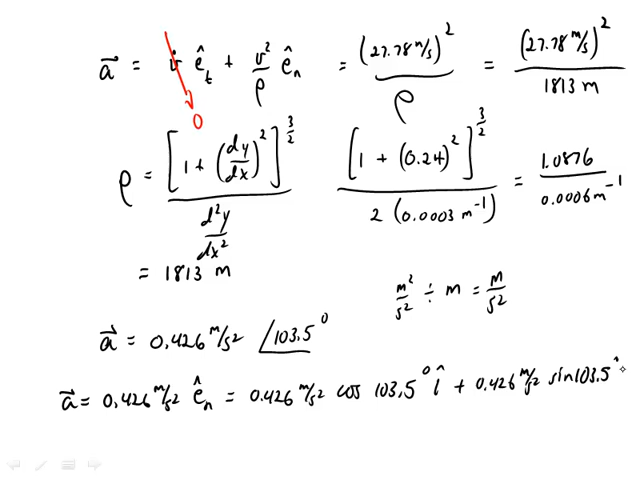 a⃗ = v̇ ê_t + v²/ρ ê_n = (27.78 m/s)²/ρ = (27.78 m/s)²/1813 m
0
ρ = [1 + (dy/dx)²]^(3/2) / (d²y/dx²) [1 + (0.24)²]^(3/2) / 2(0.0003 m⁻¹) = 1.0876/0.0006 m⁻¹
= 1813 m
m²/s² ÷ m = m/s²
a⃗ = 0.426 m/s² ∠103.5°
a⃗ = 0.426 m/s² ê_n = 0.426 m/s² cos 103.5° î + 0.426 m/s² sin 103.5